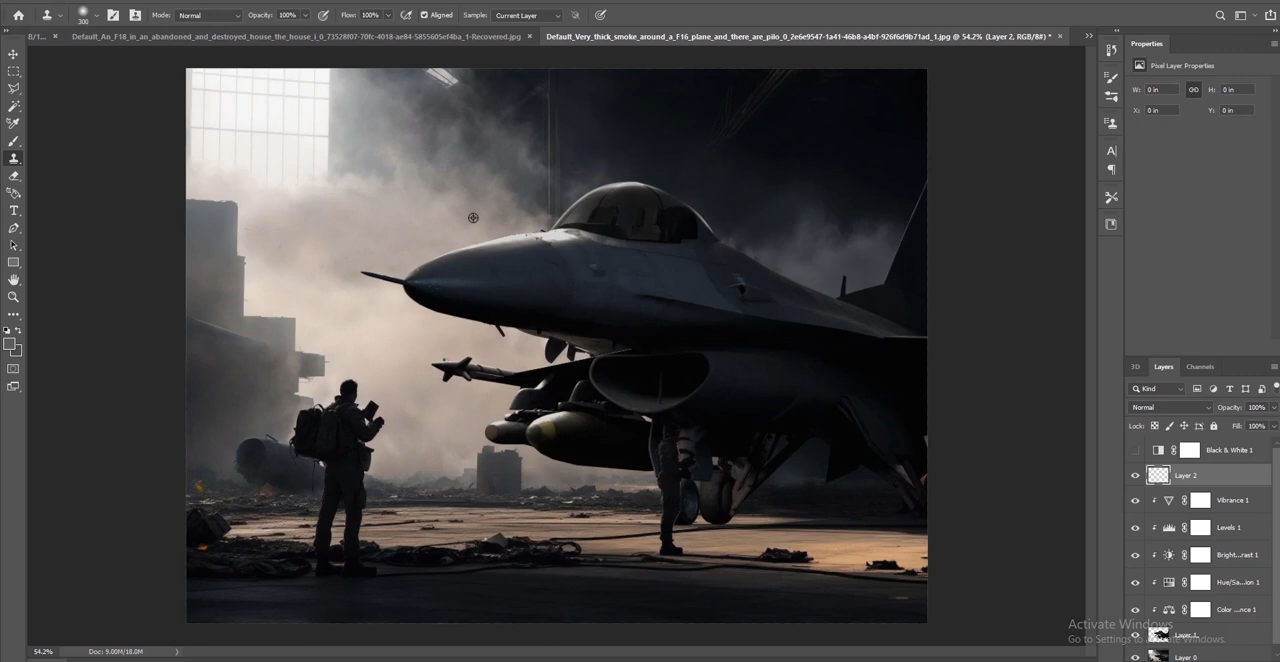 300 Mode: Normal Opacity: 100% Flow: 100% Aligned Sample: Current Layer
B/1... × Default_An_F18_in_an_abandoned_and_destroyed_house_the_house_i_0_73528f07-70fc-4018-ae84-5855605ef4ba_1-Recovered.jpg × Default_Very_thick_smoke_around_a_F16_plane_and_there_are_pilo_0_2e6e9547-1a41-46b8-a4bf-926f6d9b71ad_1.jpg @ 54.2% (Layer 2, RGB/8#) * ×
Properties
Pixel Layer Properties
W: 0 in H: 0 in
X: 0 in Y: 0 in
3D Layers Channels
Kind
Normal Opacity: 100%
Lock: Fill: 100%
Black & White 1
Layer 2
Vibrance 1
Levels 1
Bright...rast 1
Hue/Sa...ion 1
Color ...nce 1
Layer 1
Layer 0
Activate Windows
Go to Settings to activate Windows.
54.2% Doc: 9.00M/18.0M